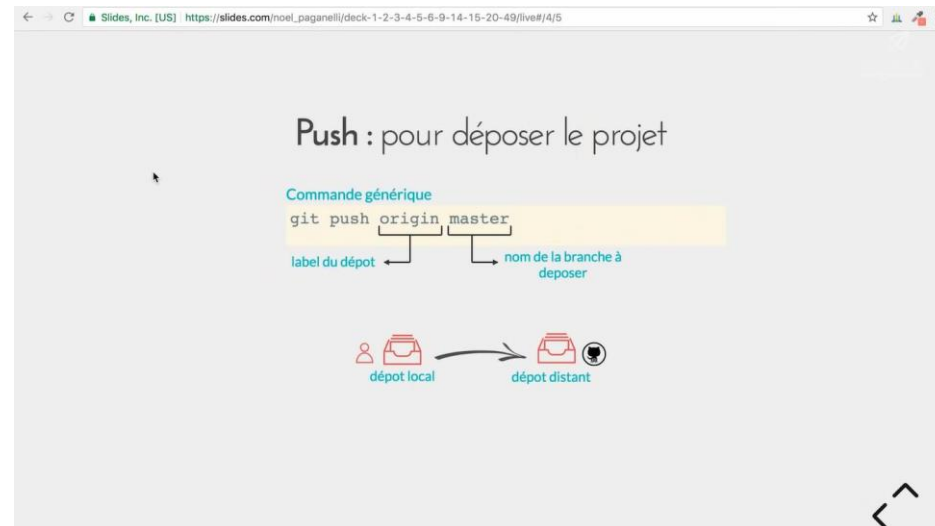 Slides, Inc. [US] https://slides.com/noel_paganelli/deck-1-2-3-4-5-6-9-14-15-20-49/live#/4/5
Push : pour déposer le projet
Commande générique
git push origin master
label du dépot
nom de la branche à
deposer
dépot local
dépot distant